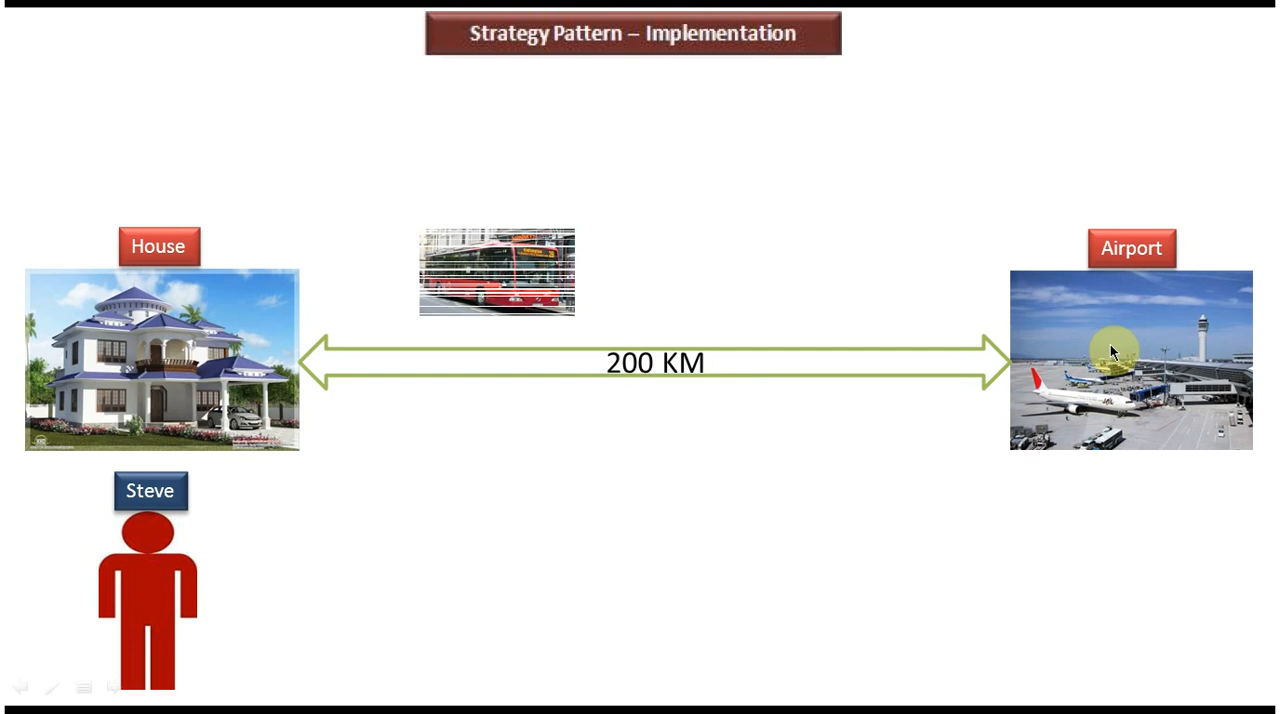 Strategy Pattern – Implementation
House
Airport
200 KM
Steve